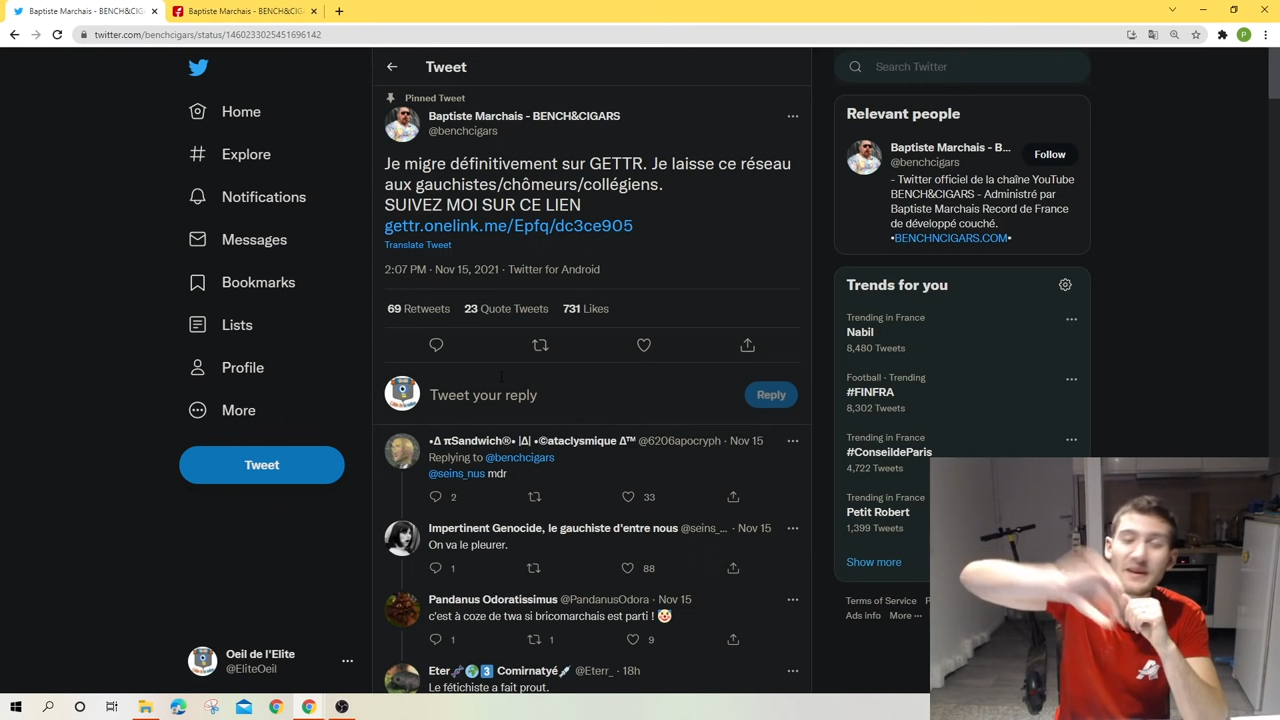 Baptiste Marchais - BENCH&CIG
Baptiste Marchais - BENCH&CIG
twitter.com/benchcigars/status/1460233025451696142
P
Tweet
Search Twitter
Home
Explore
Notifications
Messages
Bookmarks
Lists
Profile
More
Tweet
Oeil de l'Elite
@EliteOeil
Pinned Tweet
Baptiste Marchais - BENCH&CIGARS
@benchcigars
Je migre définitivement sur GETTR. Je laisse ce réseau
aux gauchistes/chômeurs/collégiens.
SUIVEZ MOI SUR CE LIEN
gettr.onelink.me/Epfq/dc3ce905
Translate Tweet
2:07 PM · Nov 15, 2021 · Twitter for Android
69 Retweets 23 Quote Tweets 731 Likes
Tweet your reply
Reply
•Δ πSandwich®• |Δ| •©ataclysmique Δ™ @6206apocryph · Nov 15
Replying to @benchcigars
@seins_nus mdr
2 33
Impertinent Genocide, le gauchiste d'entre nous @seins_... · Nov 15
On va le pleurer.
1 88
Pandanus Odoratissimus @PandanusOdora · Nov 15
c'est à coze de twa si bricomarchais est parti ! 🤡
1 1 9
Eter🧬🌍3️⃣ Comirnatyé💉 @Eterr_ · 18h
Le fétichiste a fait prout.
Relevant people
Baptiste Marchais - B...
@benchcigars
Follow
- Twitter officiel de la chaîne YouTube
BENCH&CIGARS - Administré par
Baptiste Marchais Record de France
de développé couché.
•BENCHNCIGARS.COM•
Trends for you
Trending in France
Nabil
8,480 Tweets
Football · Trending
#FINFRA
8,302 Tweets
Trending in France
#ConseildeParis
4,722 Tweets
Trending in France
Petit Robert
1,399 Tweets
Show more
Terms of Service
Ads info More ···